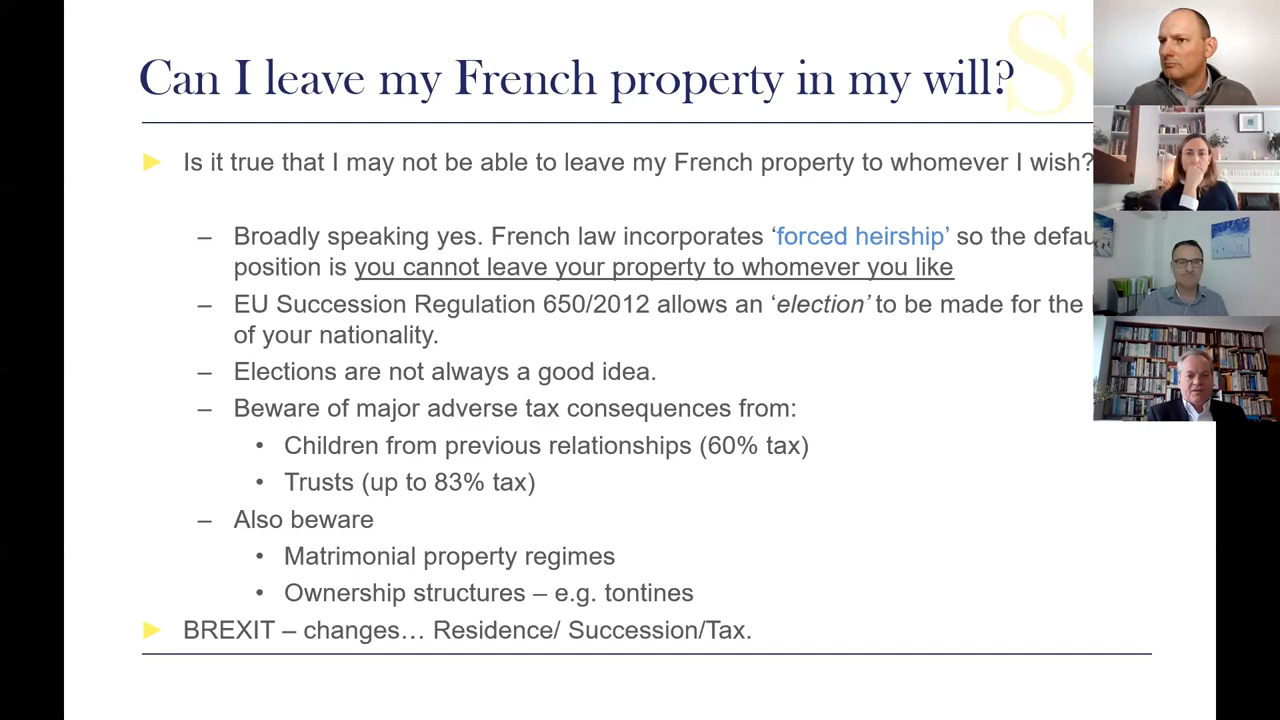 Can I leave my French property in my will?
► Is it true that I may not be able to leave my French property to whomever I wish?
– Broadly speaking yes. French law incorporates ‘forced heirship’ so the
position is you cannot leave your property to whomever you like
– EU Succession Regulation 650/2012 allows an ‘election’ to be made for the
of your nationality.
– Elections are not always a good idea.
– Beware of major adverse tax consequences from:
• Children from previous relationships (60% tax)
• Trusts (up to 83% tax)
– Also beware
• Matrimonial property regimes
• Ownership structures – e.g. tontines
► BREXIT – changes… Residence/ Succession/Tax.